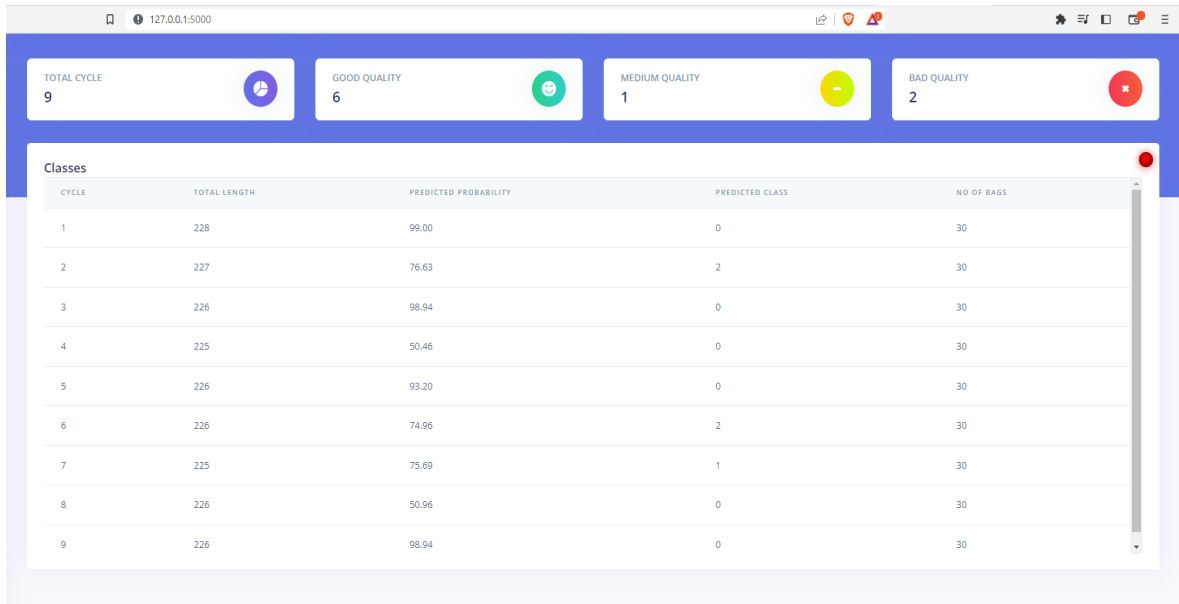 127.0.0.1:5000
TOTAL CYCLE
9
GOOD QUALITY
6
MEDIUM QUALITY
1
BAD QUALITY
2
Classes
CYCLE TOTAL LENGTH PREDICTED PROBABILITY PREDICTED CLASS NO OF BAGS
1 228 99.00 0 30
2 227 76.63 2 30
3 226 98.94 0 30
4 225 50.46 0 30
5 226 93.20 0 30
6 226 74.96 2 30
7 225 75.69 1 30
8 226 50.96 0 30
9 226 98.94 0 30